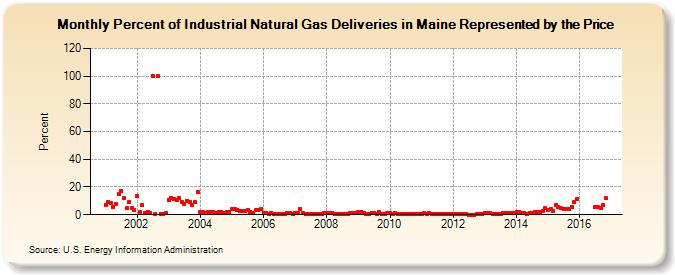 Monthly Percent of Industrial Natural Gas Deliveries in Maine Represented by the Price
120
100
80
60
40
20
0
Percent
2002 2004 2006 2008 2010 2012 2014 2016
Source: U.S. Energy Information Administration